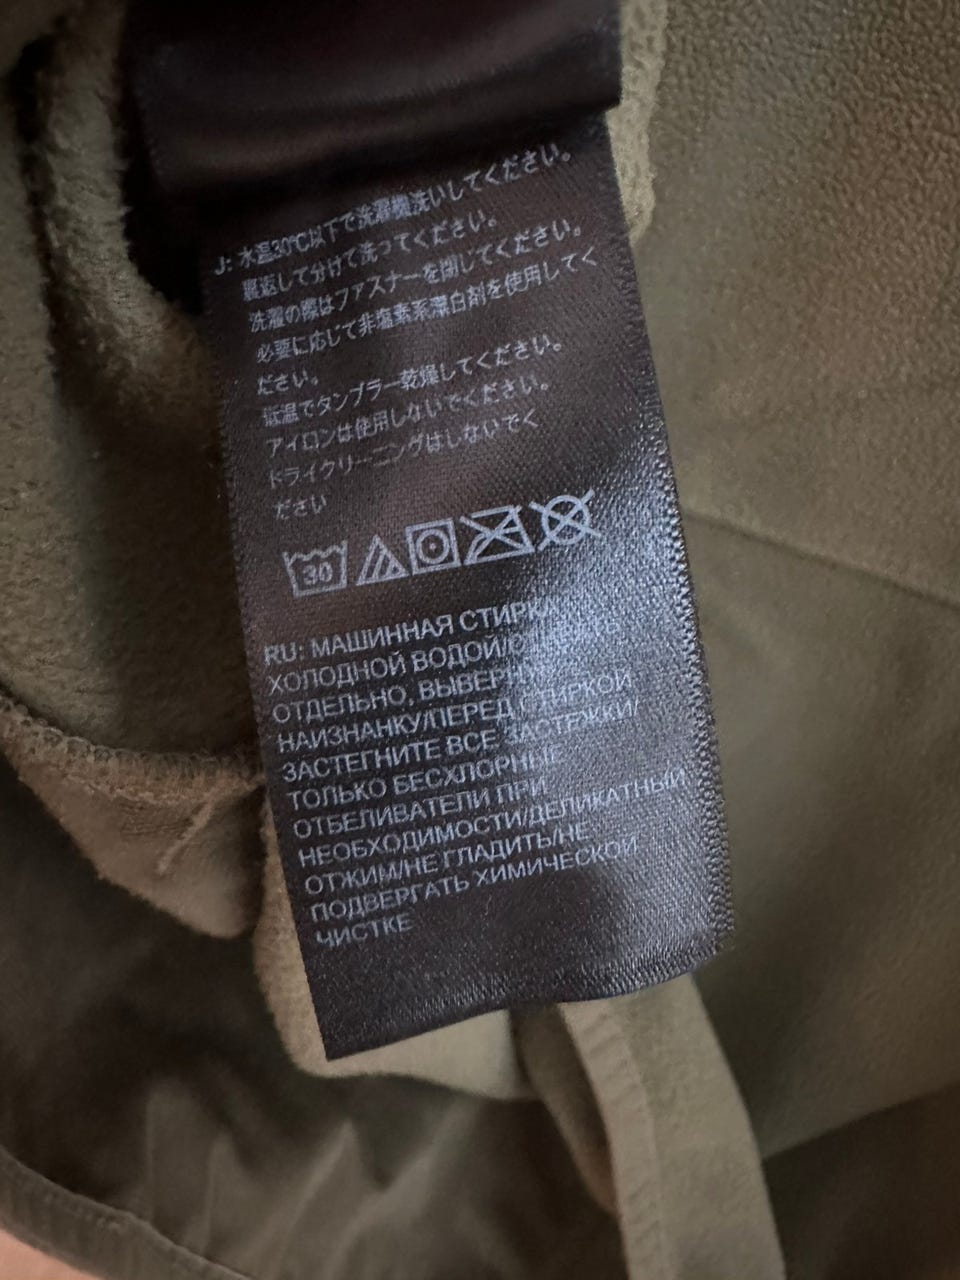 J: 水温30℃以下で洗濯機洗いしてください。
裏返して分けて洗ってください。
洗濯の際はファスナーを閉じてください。
必要に応じて非塩素系漂白剤を使用してく
ださい。
低温でタンブラー乾燥してください。
アイロンは使用しないでください。
ドライクリーニングはしないでく
ださい
30
RU: МАШИННАЯ СТИРКА
ХОЛОДНОЙ ВОДОЙ/
ОТДЕЛЬНО, ВЫВЕРНУВ
НАИЗНАНКУ/ПЕРЕД СТИРКОЙ
ЗАСТЕГНИТЕ ВСЕ ЗАСТЕЖКИ/
ТОЛЬКО БЕСХЛОРНЫЕ
ОТБЕЛИВАТЕЛИ ПРИ
НЕОБХОДИМОСТИ/ДЕЛИКАТНЫЙ
ОТЖИМ/НЕ ГЛАДИТЬ/НЕ
ПОДВЕРГАТЬ ХИМИЧЕСКОЙ
ЧИСТКЕ